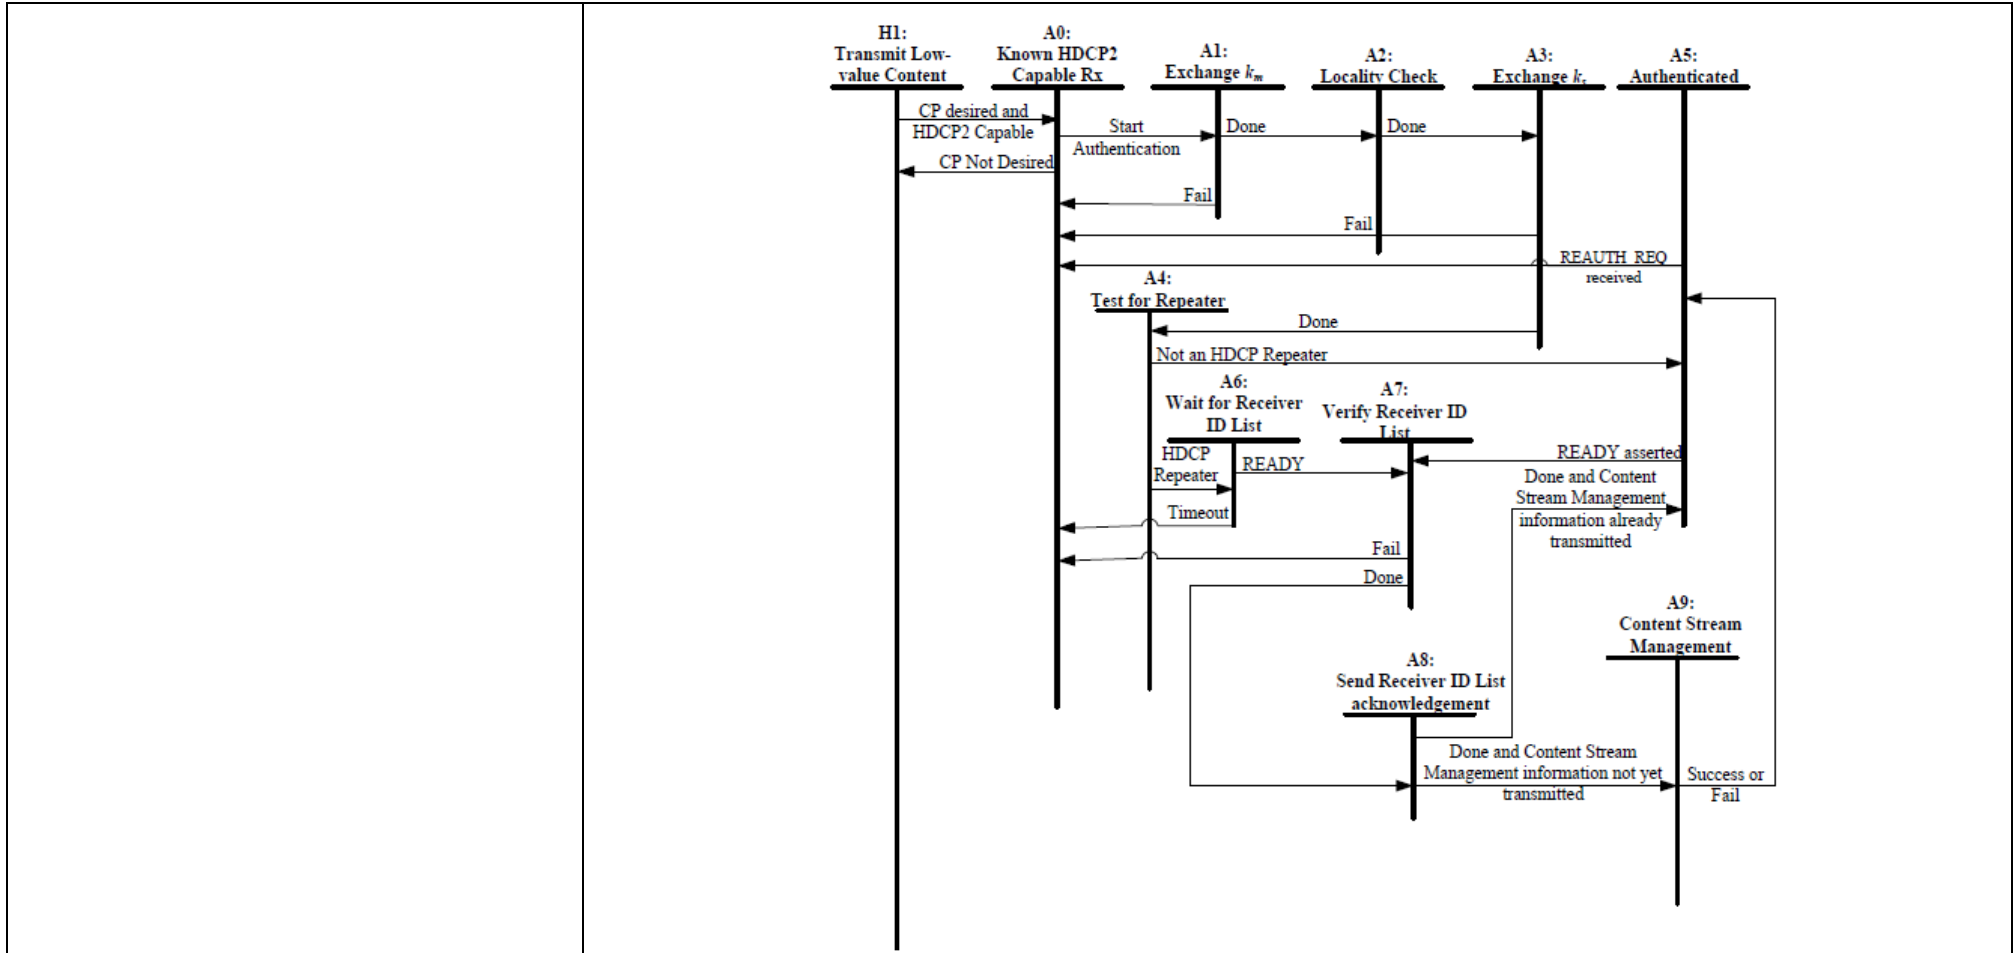 H1:
Transmit Low-
value Content
A0:
Known HDCP2
Capable Rx
A1:
Exchange km
A2:
Locality Check
A3:
Exchange ks
A5:
Authenticated
CP desired and
HDCP2 Capable
Start
Authentication
Done
Done
CP Not Desired
Fail
Fail
REAUTH_REQ
received
A4:
Test for Repeater
Done
Not an HDCP Repeater
A6:
Wait for Receiver
ID List
A7:
Verify Receiver ID
List
HDCP
Repeater
READY
READY asserted
Done and Content
Stream Management
information already
transmitted
Timeout
Fail
Done
A9:
Content Stream
Management
A8:
Send Receiver ID List
acknowledgement
Done and Content Stream
Management information not yet
transmitted
Success or
Fail